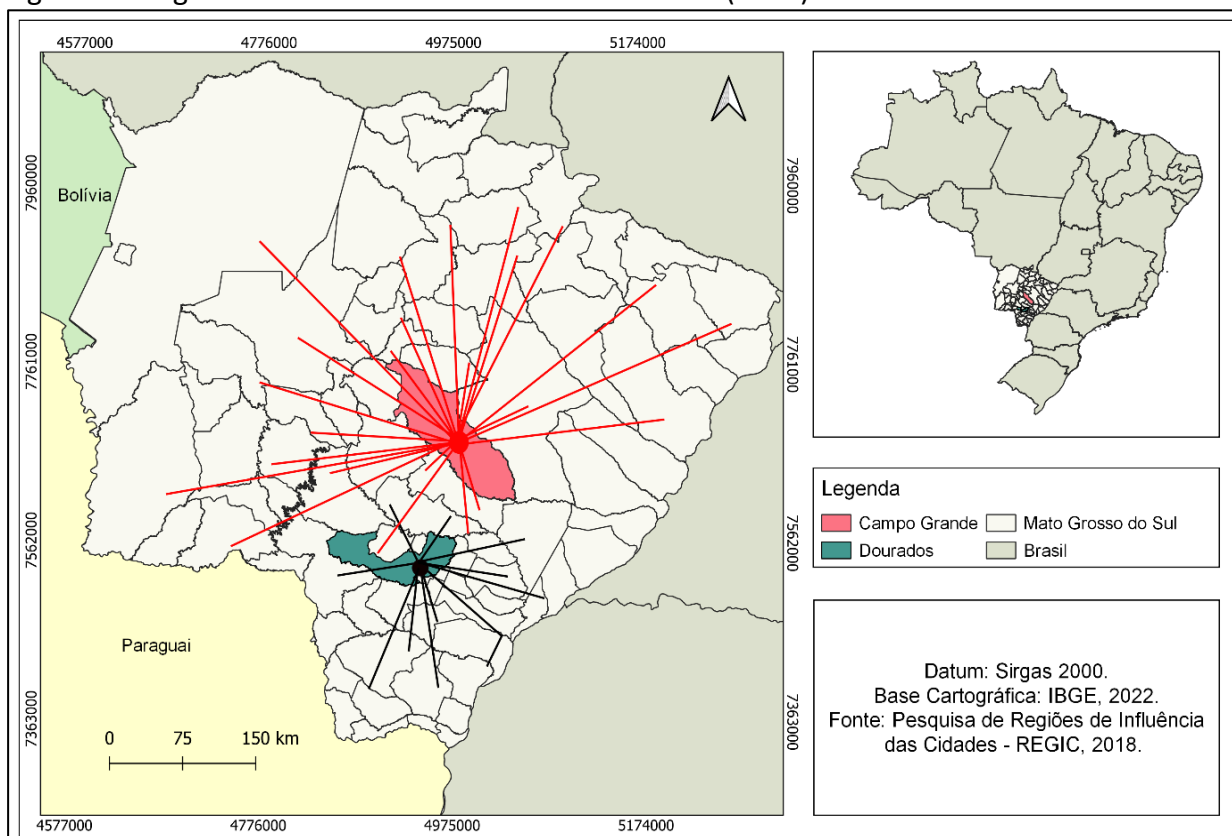 4577000 4776000 4975000 5174000
7960000
7960000
Bolívia
7761000
7761000
7562000
7562000
Paraguai
7363000
7363000
0 75 150 km
4577000 4776000 4975000 5174000
Legenda
Campo Grande Mato Grosso do Sul
Dourados Brasil
Datum: Sirgas 2000.
Base Cartográfica: IBGE, 2022.
Fonte: Pesquisa de Regiões de Influência
das Cidades - REGIC, 2018.